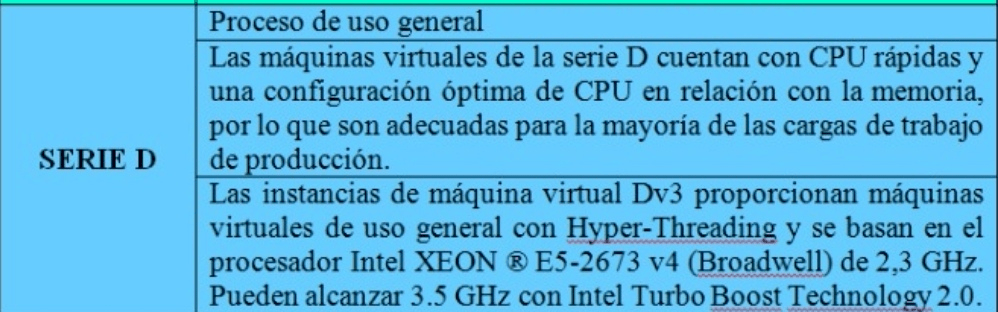 Proceso de uso general
Las máquinas virtuales de la serie D cuentan con CPU rápidas y
una configuración óptima de CPU en relación con la memoria,
por lo que son adecuadas para la mayoría de las cargas de trabajo
de producción.
SERIE D
Las instancias de máquina virtual Dv3 proporcionan máquinas
virtuales de uso general con Hyper-Threading y se basan en el
procesador Intel XEON ® E5-2673 v4 (Broadwell) de 2,3 GHz.
Pueden alcanzar 3.5 GHz con Intel Turbo Boost Technology 2.0.